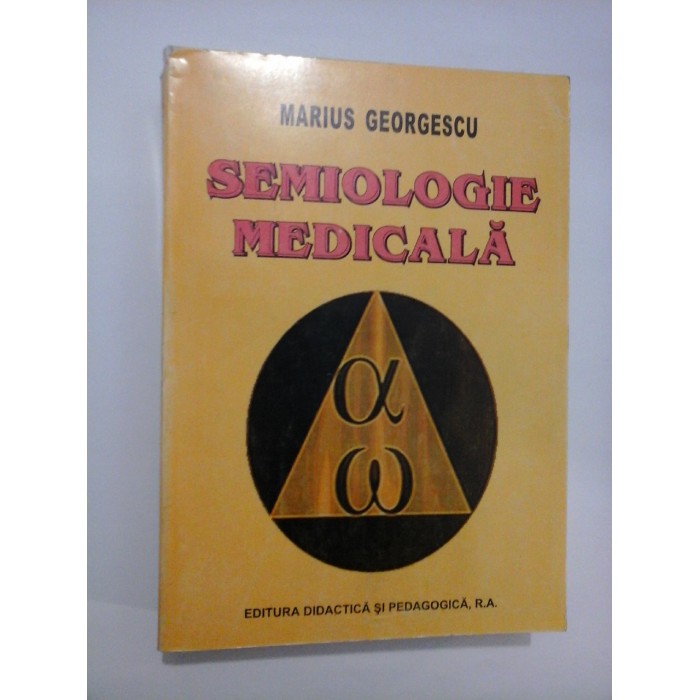 MARIUS GEORGESCU
SEMIOLOGIE
MEDICALĂ
α
ω
EDITURA DIDACTICĂ ŞI PEDAGOGICĂ, R.A.